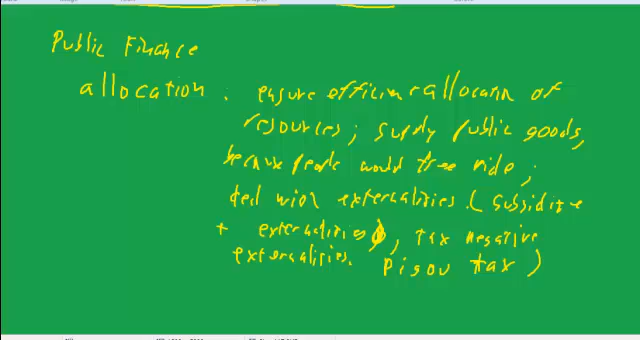 Public Finance
allocation. ensure efficient allocation of
resources; supply public goods,
because people would free ride;
deal with externalities. (subsidize
+ externalities, tax negative
externalities. Pigou tax)